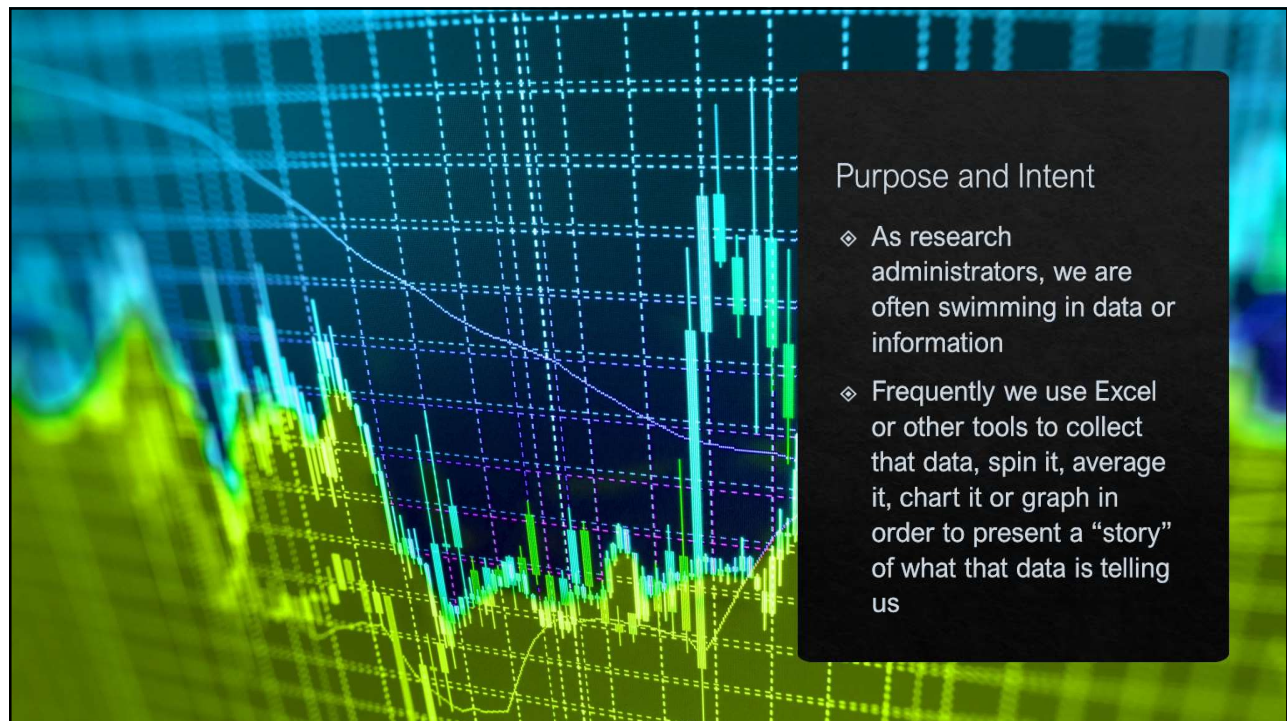 Purpose and Intent
As research
administrators, we are
often swimming in data or
information
Frequently we use Excel
or other tools to collect
that data, spin it, average
it, chart it or graph in
order to present a “story”
of what that data is telling
us